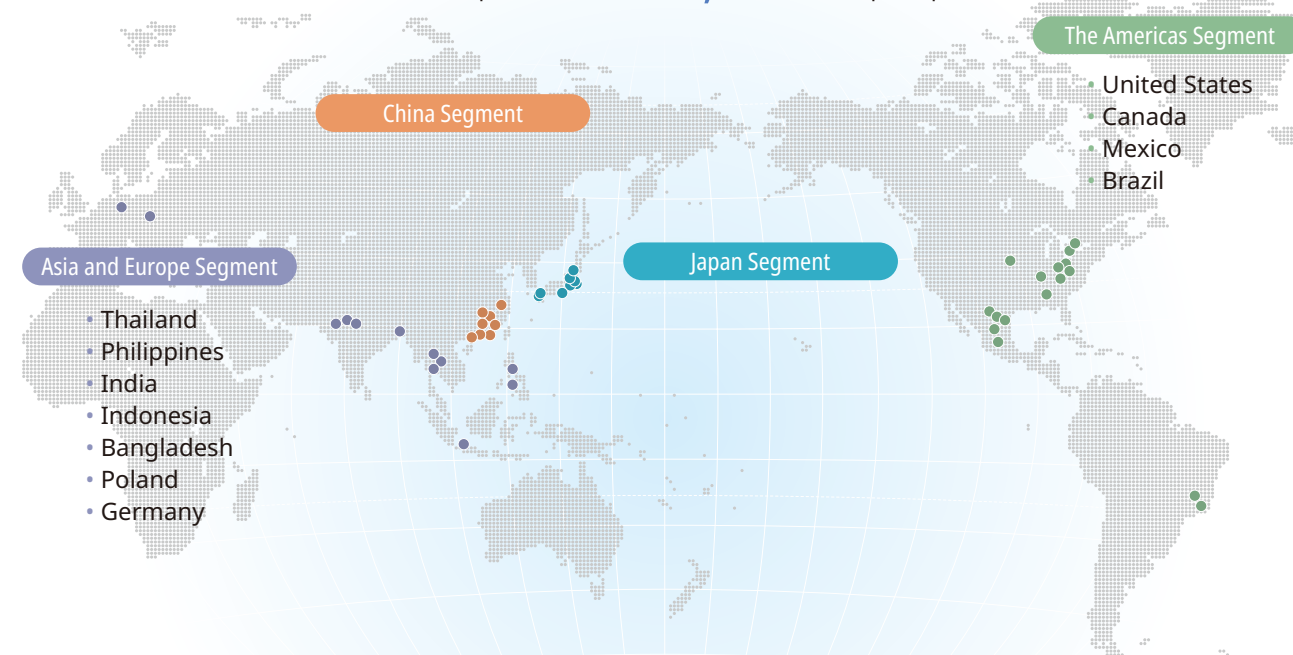 The Americas Segment
• United States
• Canada
• Mexico
• Brazil
China Segment
Japan Segment
Asia and Europe Segment
• Thailand
• Philippines
• India
• Indonesia
• Bangladesh
• Poland
• Germany